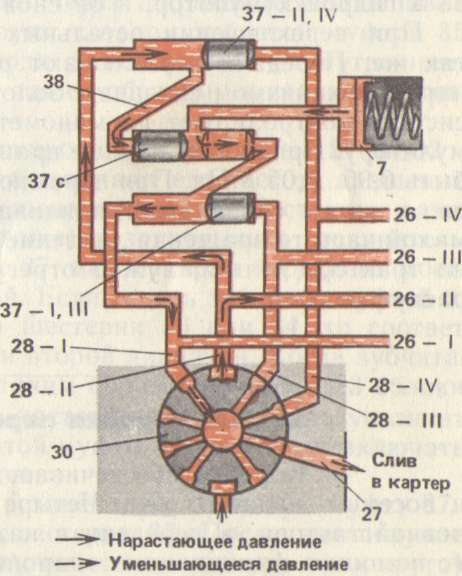 37 – II, IV
38
7
37 с
26 – IV
26 – III
37 – I, III
26 – II
28 – I
26 – I
28 – II
28 – IV
28 – III
30
Слив
в картер
27
Нарастающее давление
Уменьшающееся давление